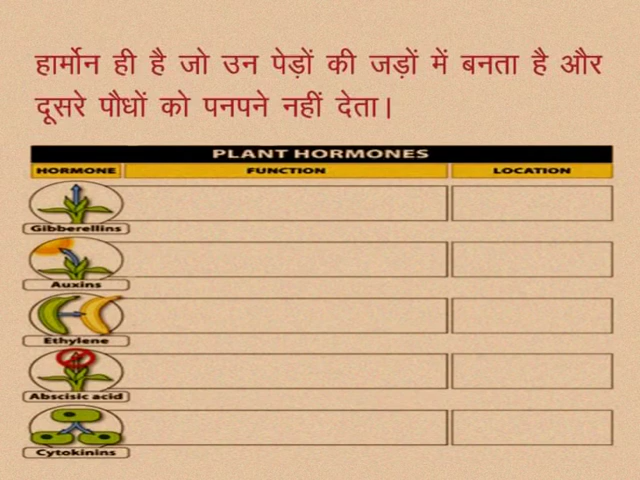 हार्मोन ही है जो उन पेड़ों की जड़ों में बनता है और
दूसरे पौधों को पनपने नहीं देता।
PLANT HORMONES
HORMONE FUNCTION LOCATION
Gibberellins
Auxins
Ethylene
Abscisic acid
Cytokinins